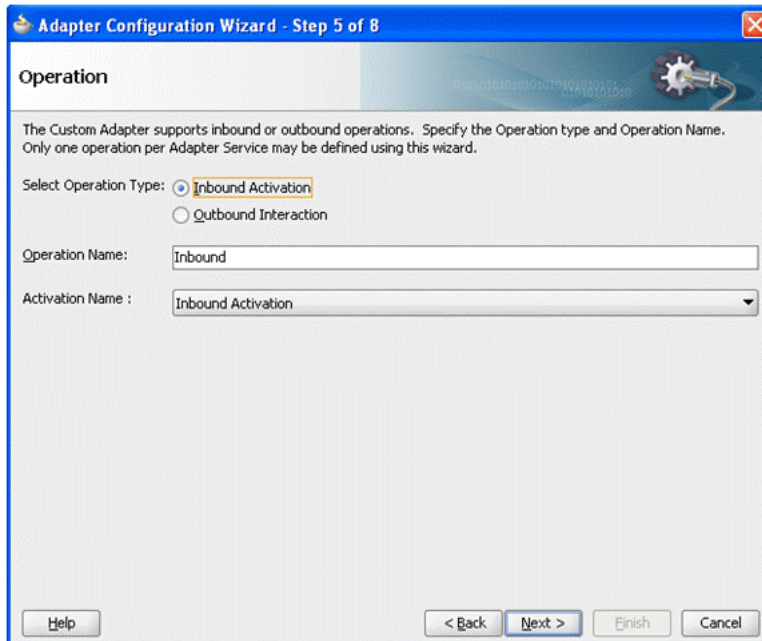 Adapter Configuration Wizard - Step 5 of 8
Operation
The Custom Adapter supports inbound or outbound operations. Specify the Operation type and Operation Name.
Only one operation per Adapter Service may be defined using this wizard.
Select Operation Type: Inbound Activation
Outbound Interaction
Operation Name: Inbound
Activation Name : Inbound Activation
Help < Back Next > Finish Cancel